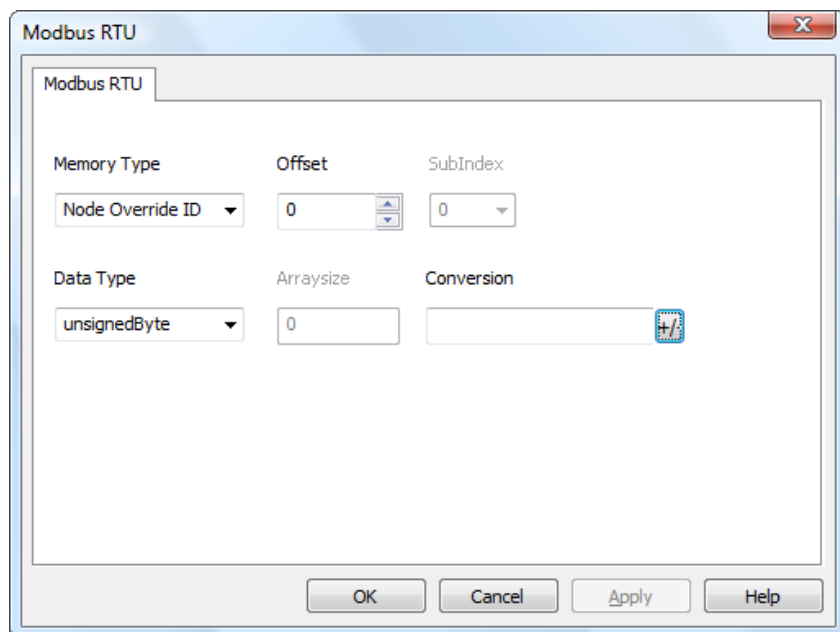 Modbus RTU
Modbus RTU
Memory Type Offset SubIndex
Node Override ID 0 0
Data Type Arraysize Conversion
unsignedByte 0 +/-
OK Cancel Apply Help